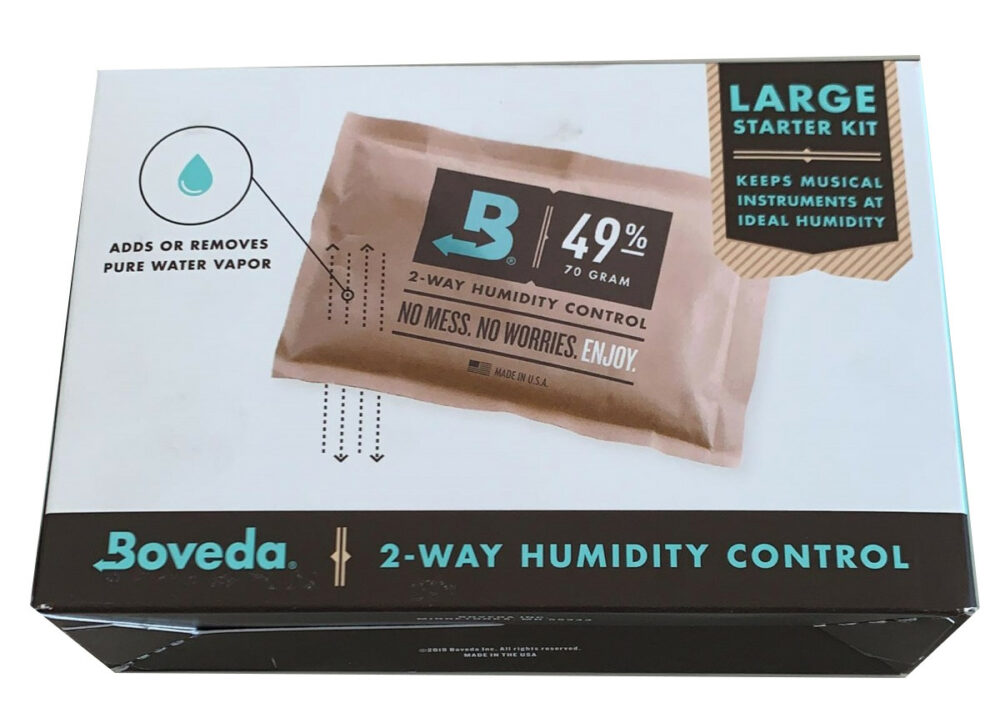 LARGE
STARTER KIT
KEEPS MUSICAL
INSTRUMENTS AT
IDEAL HUMIDITY
ADDS OR REMOVES
PURE WATER VAPOR
B® 49%
70 GRAM
2-WAY HUMIDITY CONTROL
NO MESS. NO WORRIES. ENJOY.
MADE IN U.S.A.
Boveda® 2-WAY HUMIDITY CONTROL
Boveda Inc. All rights reserved.
MADE IN THE USA